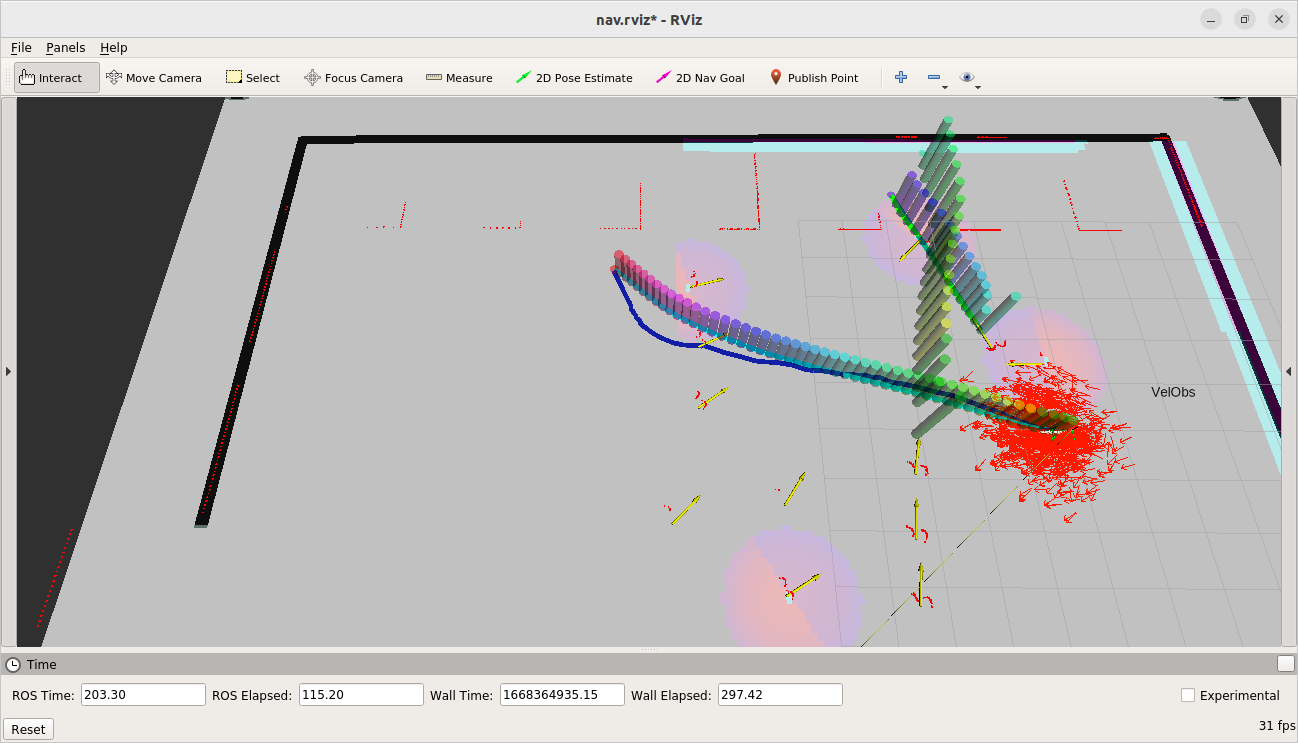 nav.rviz* - RViz
File Panels Help
Interact Move Camera Select Focus Camera Measure 2D Pose Estimate 2D Nav Goal Publish Point
VelObs
Time
ROS Time: 203.30 ROS Elapsed: 115.20 Wall Time: 1668364935.15 Wall Elapsed: 297.42 Experimental
Reset 31 fps